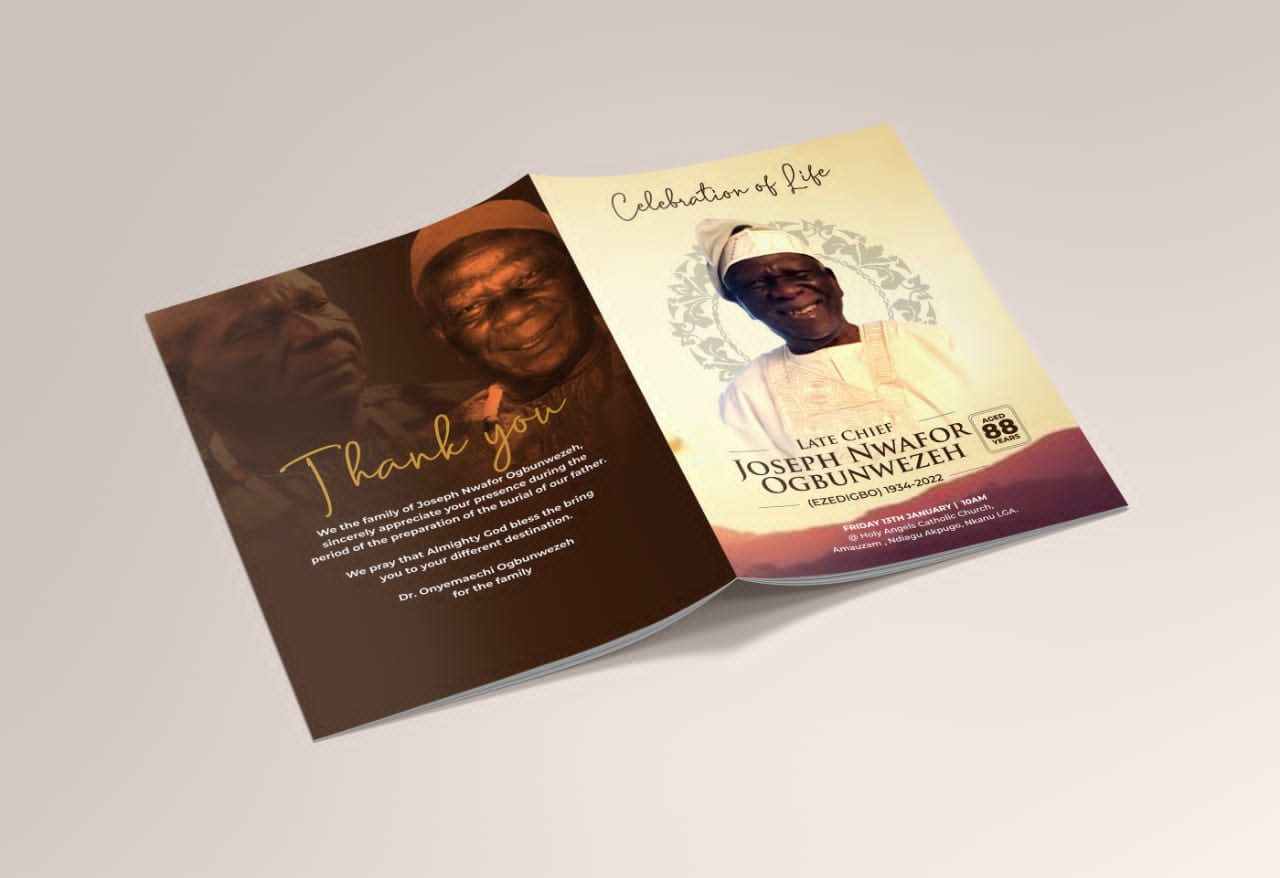 Thank you
We the family of Joseph Nwafor Ogbunwezeh,
sincerely appreciate your presence during the
period of the preparation of the burial of our father.
We pray that Almighty God bless the bring
you to your different destination.
Dr. Onyemaechi Ogbunwezeh
for the family
Celebration of Life
LATE CHIEF
JOSEPH NWAFOR
OGBUNWEZEH
(EZEDIGBO) 1934-2022
AGED
88
YEARS
FRIDAY 13TH JANUARY | 10AM
@ Holy Angels Catholic Church,
Amauzam , Ndiagu Akpugo, Nkanu LGA.